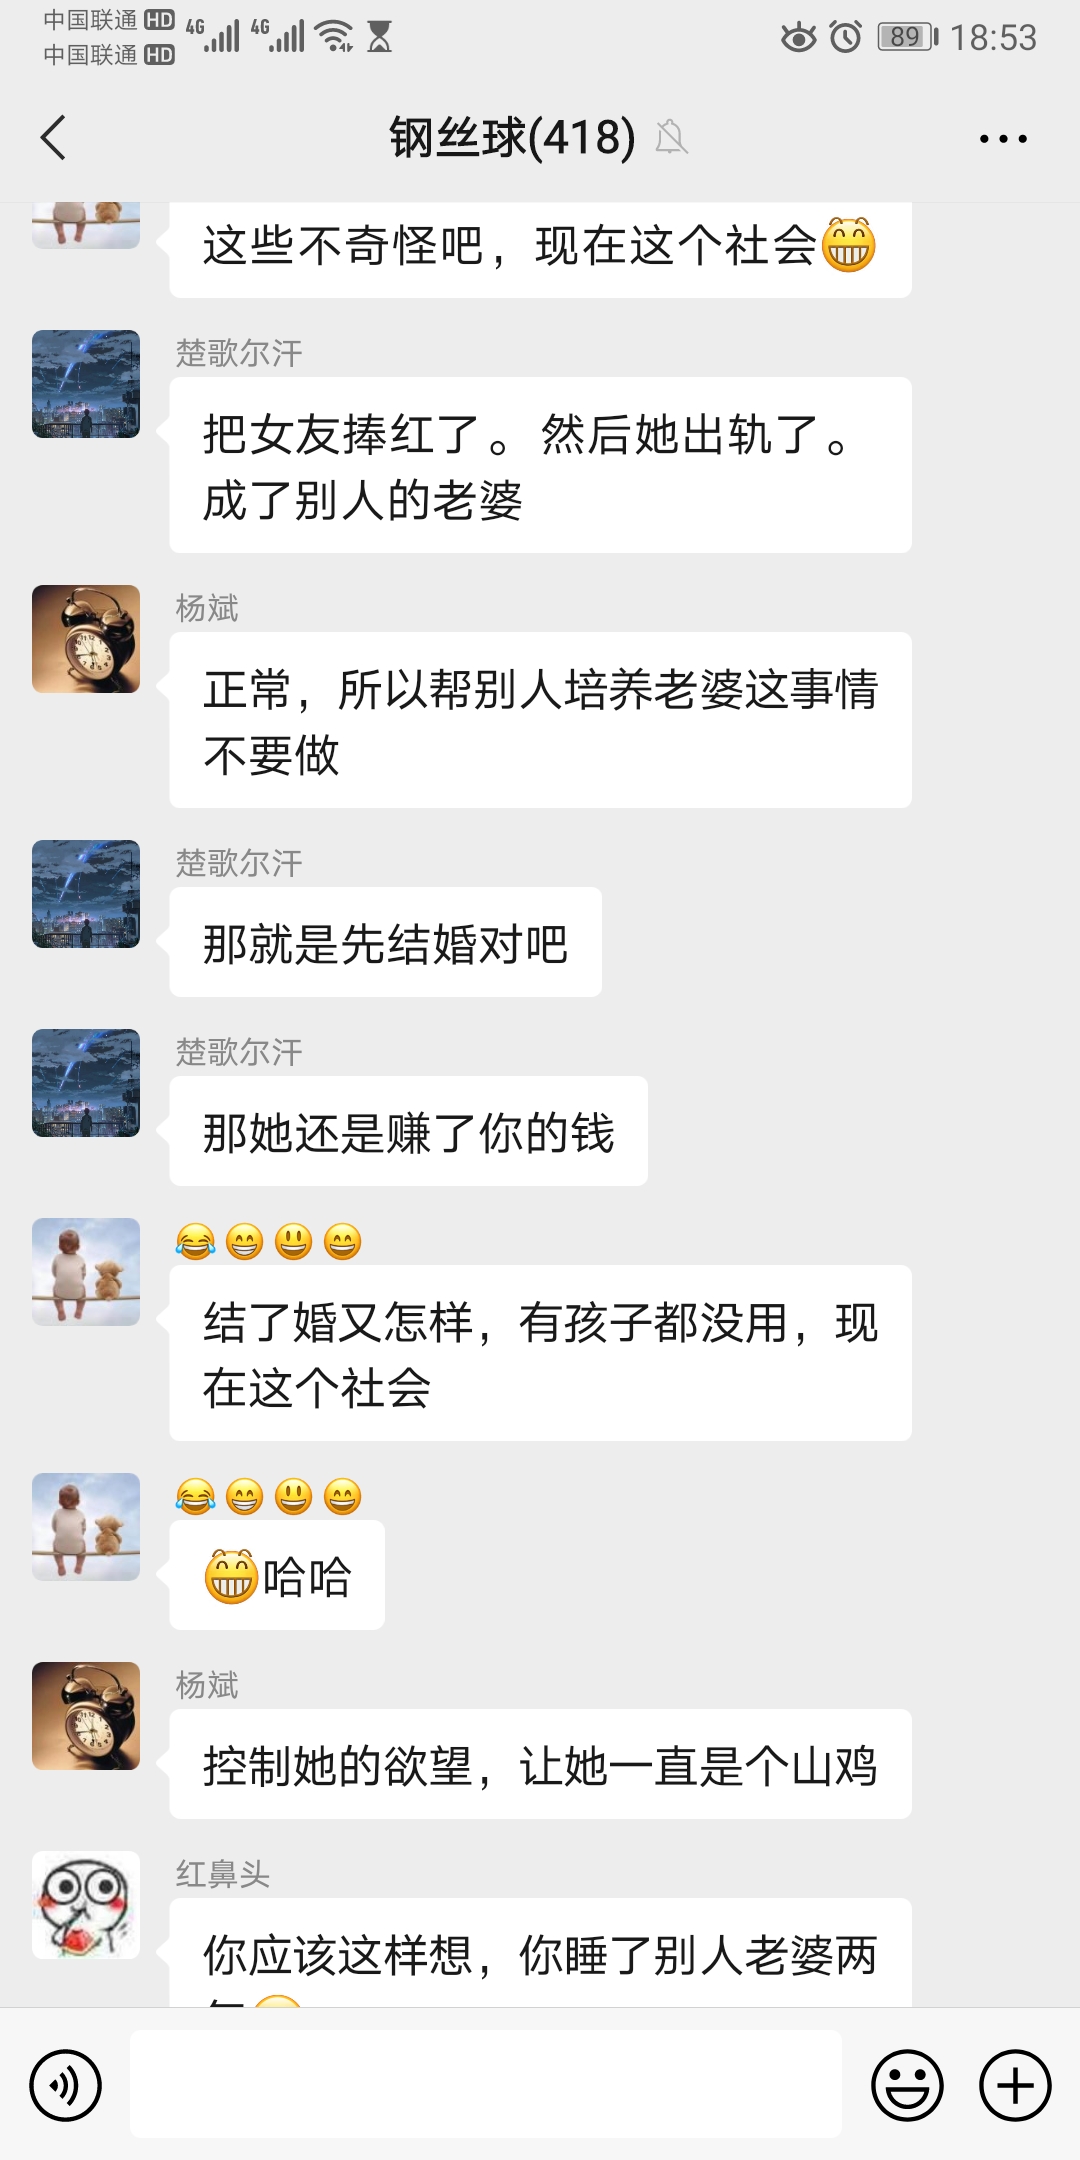 中国联通 HD 4G 4G 89 18:53
中国联通 HD
钢丝球(418)
这些不奇怪吧，现在这个社会
楚歌尔汗
把女友捧红了。然后她出轨了。
成了别人的老婆
杨斌
正常，所以帮别人培养老婆这事情
不要做
楚歌尔汗
那就是先结婚对吧
楚歌尔汗
那她还是赚了你的钱
😂😁😃😄
结了婚又怎样，有孩子都没用，现
在这个社会
😂😁😃😄
哈哈
杨斌
控制她的欲望，让她一直是个山鸡
红鼻头
你应该这样想，你睡了别人老婆两